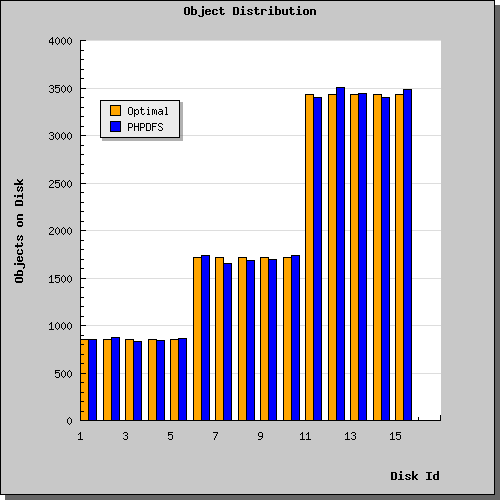 Object Distribution
Objects on Disk
4000
3500
3000
2500
2000
1500
1000
500
0
Optimal
PHPDFS
1 3 5 7 9 11 13 15
Disk Id